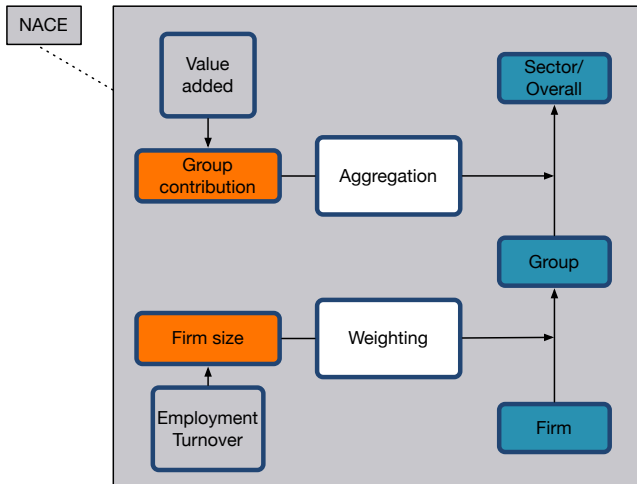 NACE
Value
added
Sector/
Overall
Group
contribution
Aggregation
Group
Firm size
Weighting
Employment
Turnover
Firm